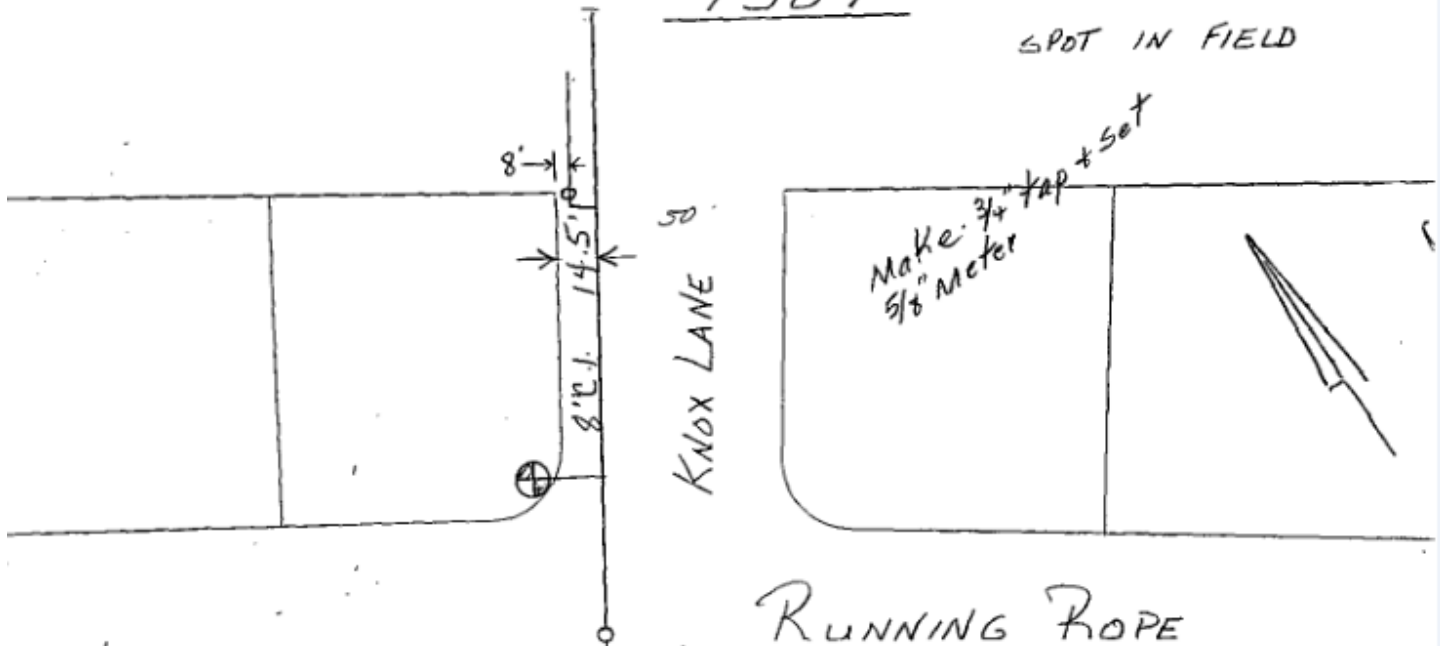 SPOT IN FIELD
8'
50'
14.5'
Make 3/4" tap + set
5/8" Meter
8" C.I.
KNOX LANE
RUNNING ROPE